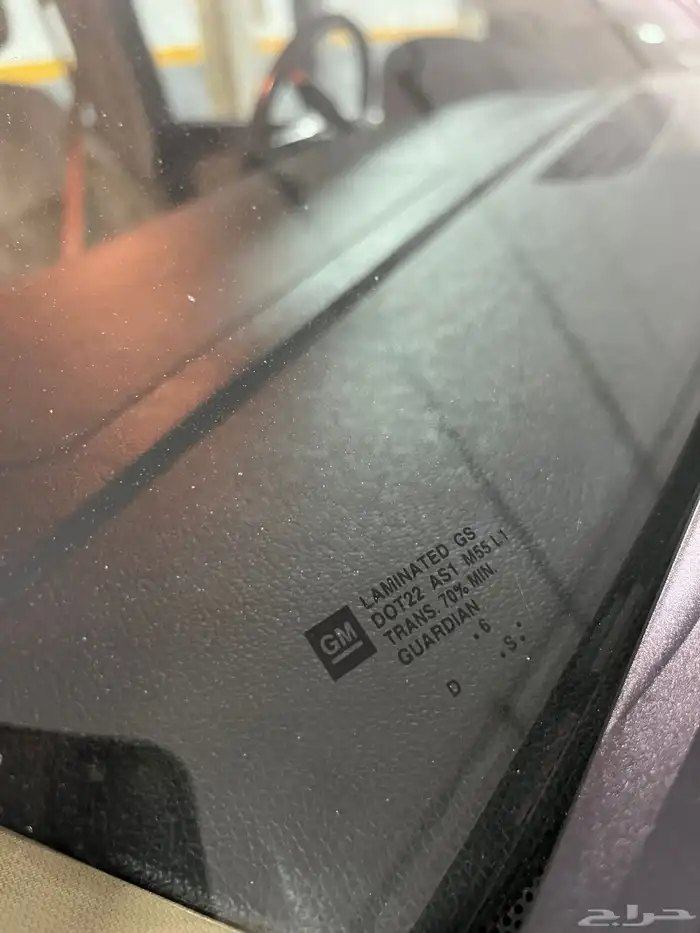 GM
LAMINATED GS
DOT22 AS1 M55 L1
TRANS. 70% MIN.
GUARDIAN
.6
.S:
D
حراج